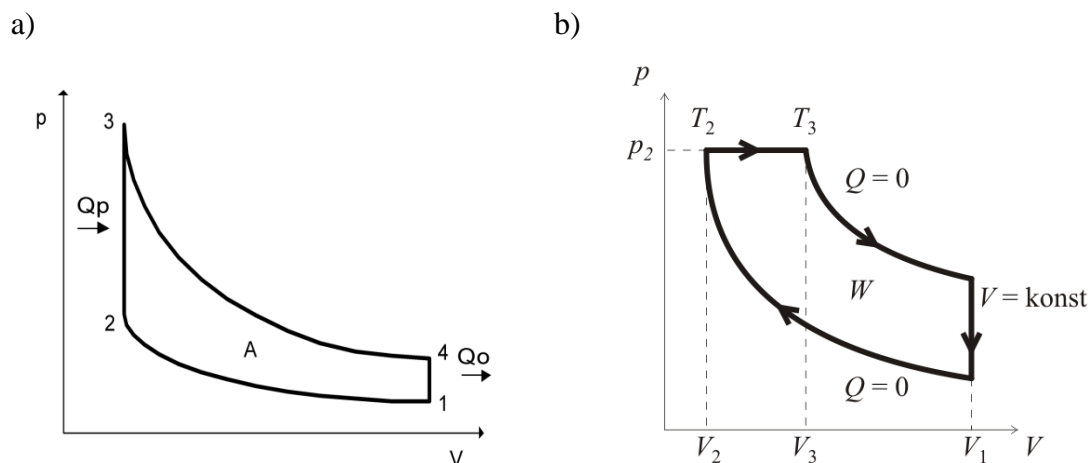 a)
b)
p
3
Qp
2
A
4
Qo
1
V
p
T2
T3
p2
Q = 0
W
V = konst
Q = 0
V2
V3
V1
V